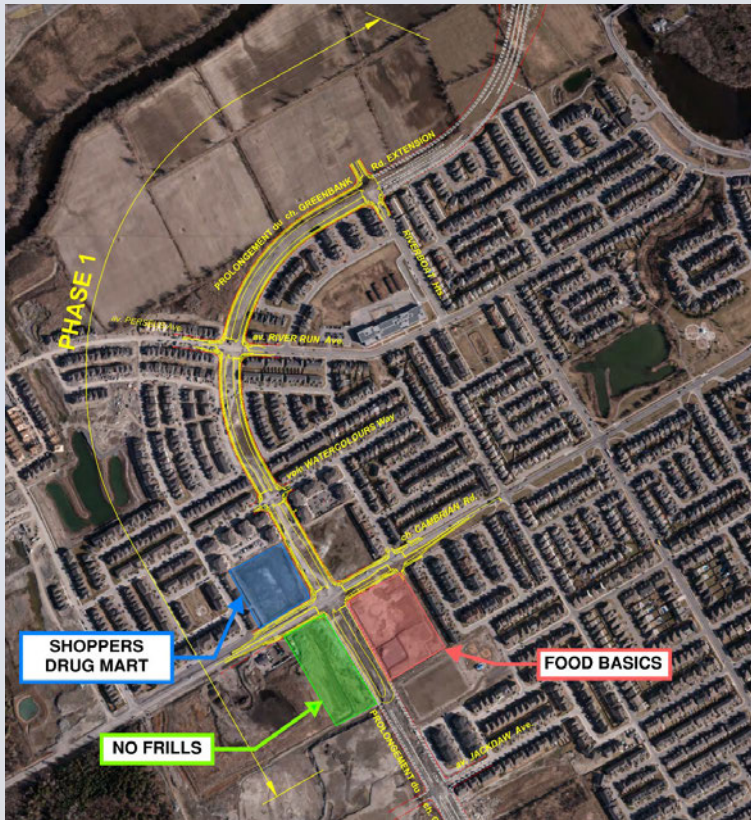 PROLONGEMENT du ch. GREENBANK Rd. EXTENSION
PHASE 1
RIVERBOAT Hts
av. RIVER RUN Ave.
voie WATERCOLOURS Way
ch. CAMBRIAN Rd.
SHOPPERS
DRUG MART
FOOD BASICS
NO FRILLS
av. JACKDAW Ave.
PROLONGEMENT du